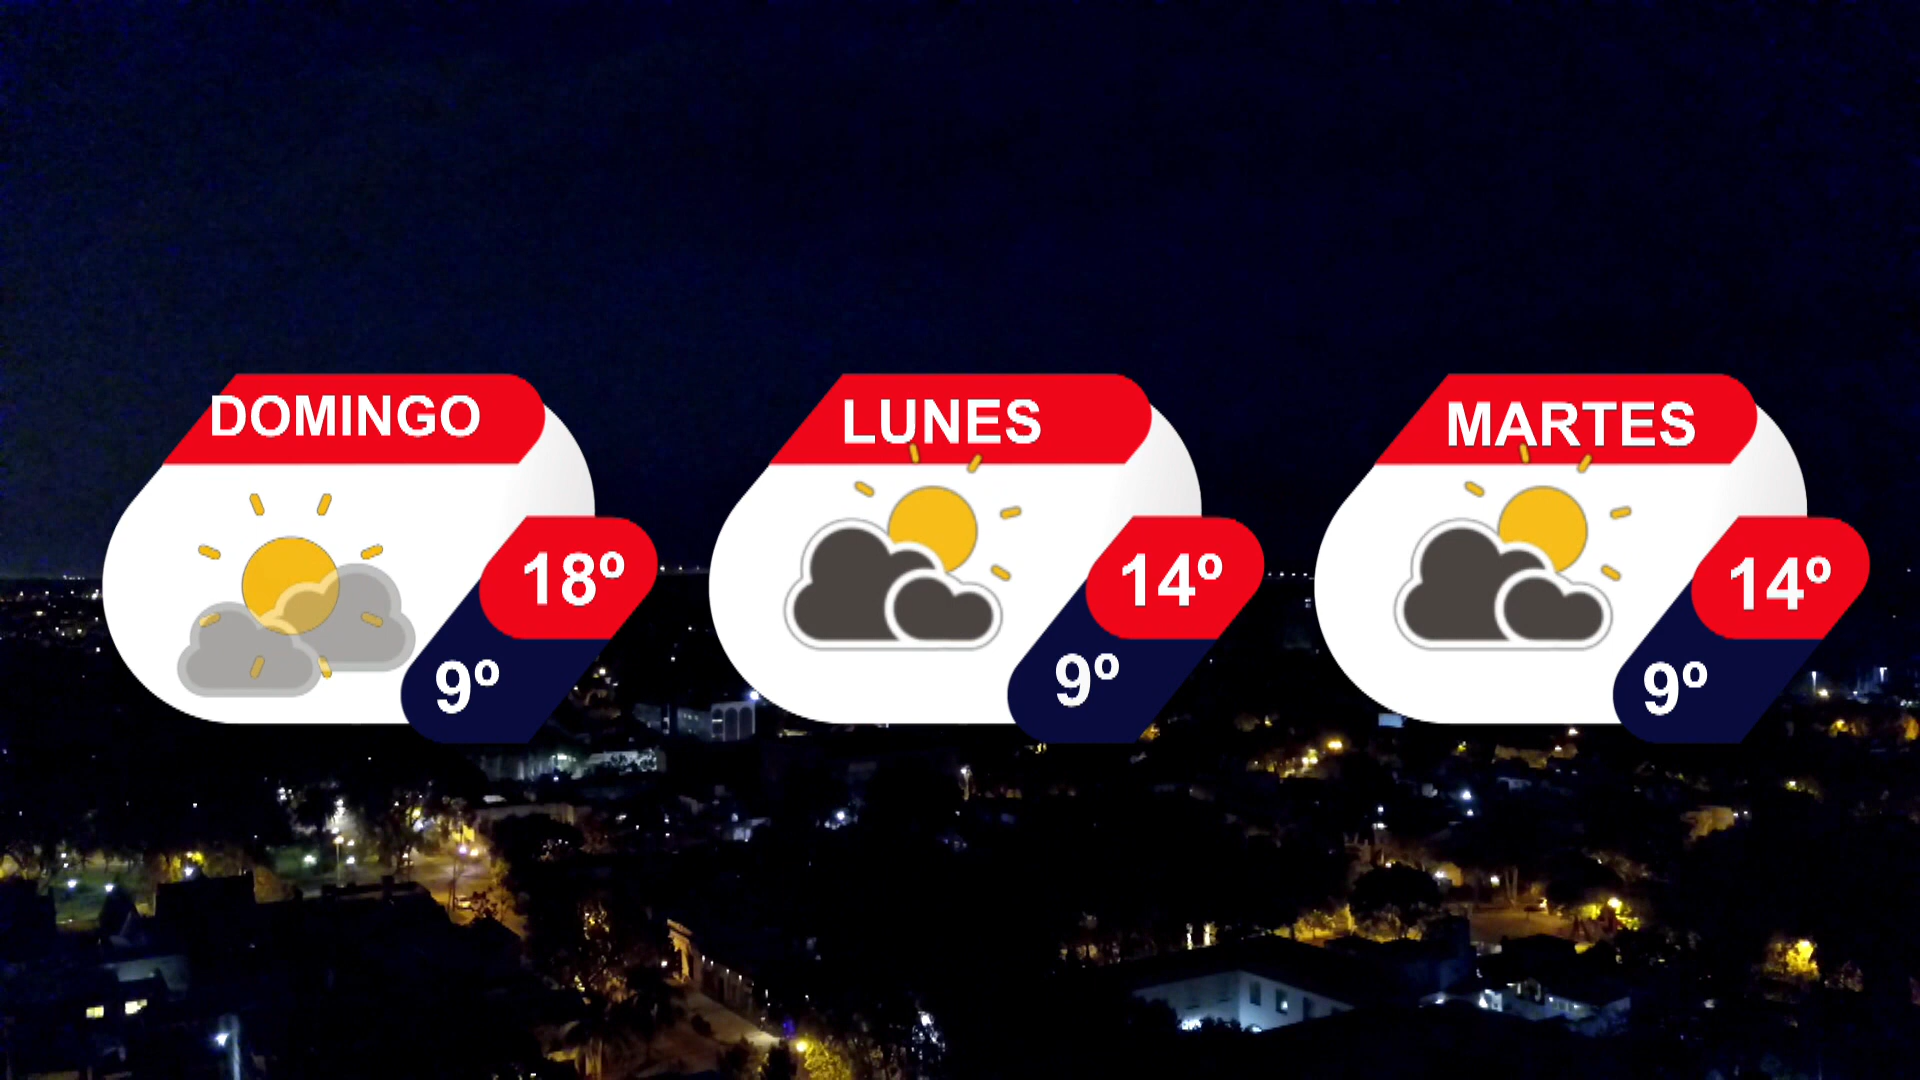 DOMINGO
18º
9º
LUNES
14º
9º
MARTES
14º
9º